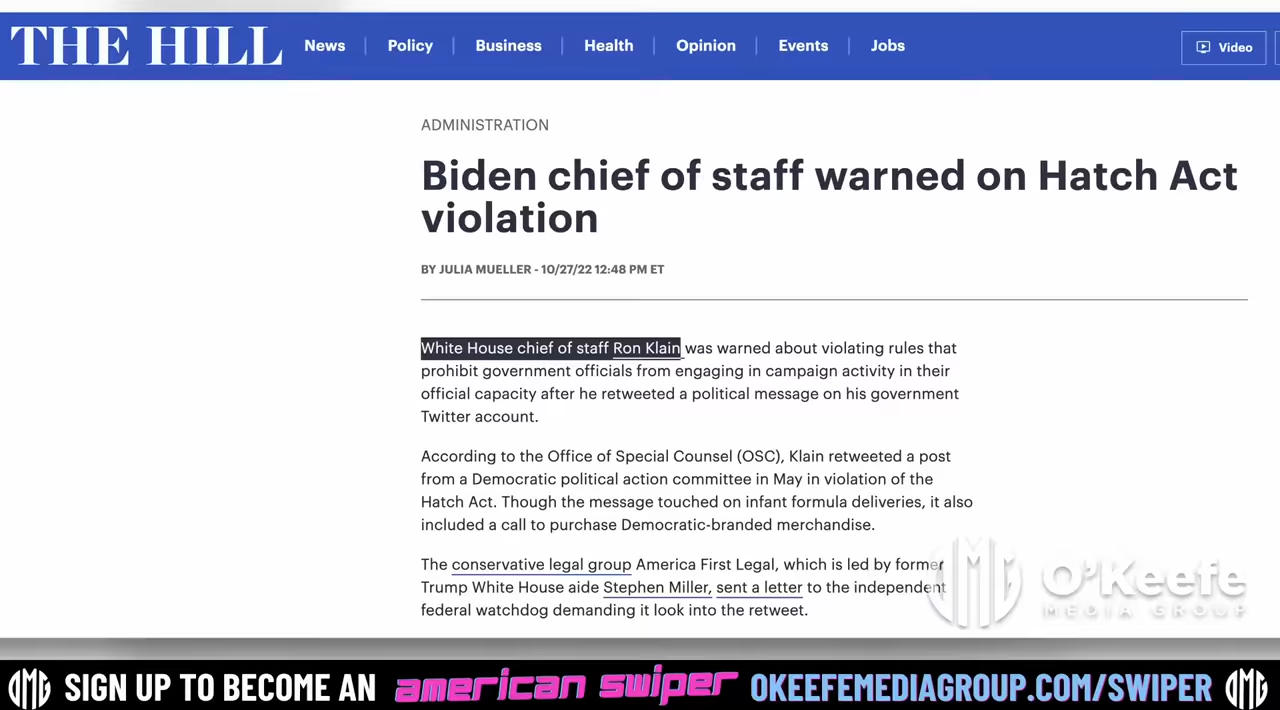 THE HILL News Policy Business Health Opinion Events Jobs Video
ADMINISTRATION
Biden chief of staff warned on Hatch Act
violation
BY JULIA MUELLER - 10/27/22 12:48 PM ET
White House chief of staff Ron Klain was warned about violating rules that
prohibit government officials from engaging in campaign activity in their
official capacity after he retweeted a political message on his government
Twitter account.
According to the Office of Special Counsel (OSC), Klain retweeted a post
from a Democratic political action committee in May in violation of the
Hatch Act. Though the message touched on infant formula deliveries, it also
included a call to purchase Democratic-branded merchandise.
The conservative legal group America First Legal, which is led by former
Trump White House aide Stephen Miller, sent a letter to the independent
federal watchdog demanding it look into the retweet.
O'Keefe
MEDIA GROUP
OMG SIGN UP TO BECOME AN american swiper OKEEFEMEDIAGROUP.COM/SWIPER OMG